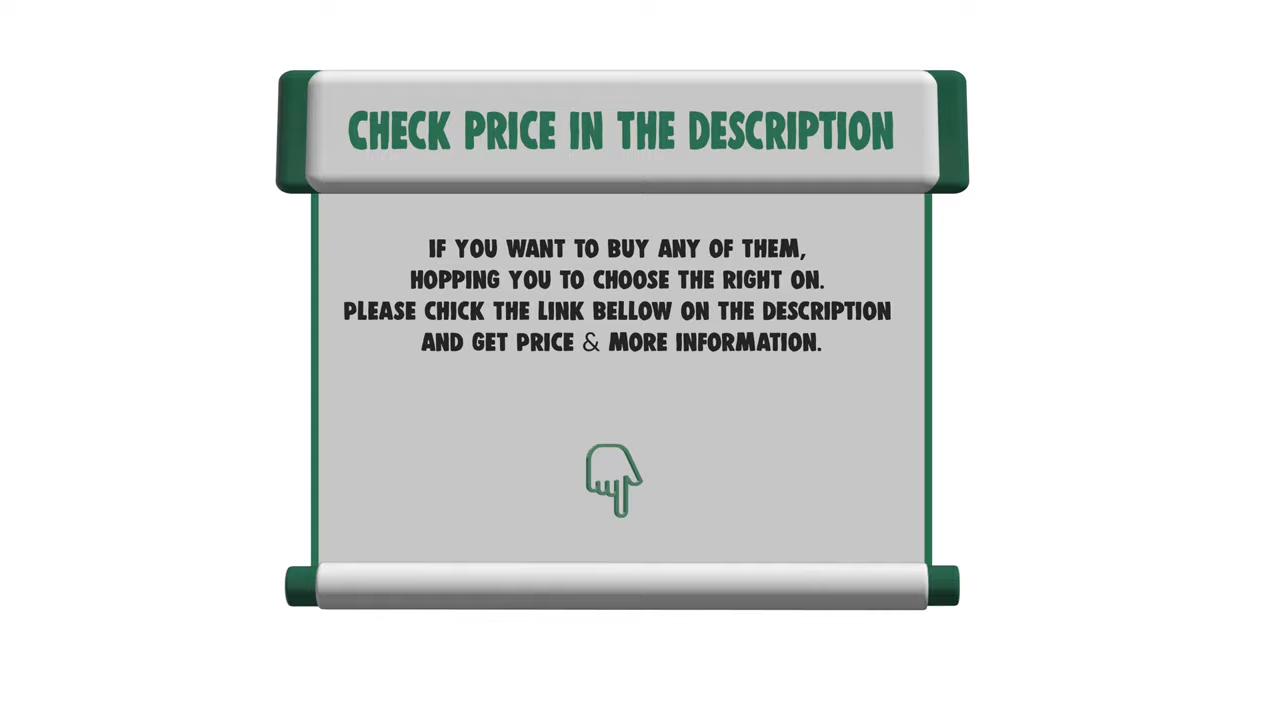 CHECK PRICE IN THE DESCRIPTION
IF YOU WANT TO BUY ANY OF THEM,
HOPPING YOU TO CHOOSE THE RIGHT ON.
PLEASE CHICK THE LINK BELLOW ON THE DESCRIPTION
AND GET PRICE & MORE INFORMATION.